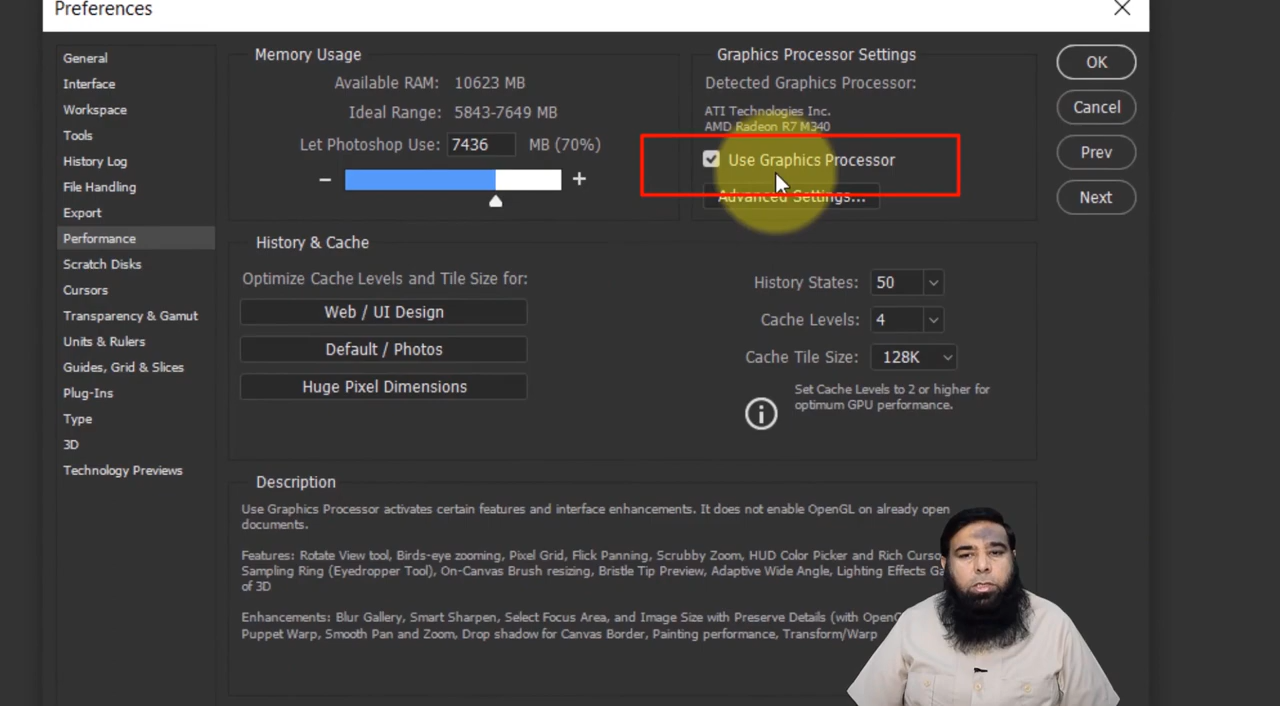 Preferences
General
Interface
Workspace
Tools
History Log
File Handling
Export
Performance
Scratch Disks
Cursors
Transparency & Gamut
Units & Rulers
Guides, Grid & Slices
Plug-Ins
Type
3D
Technology Previews
Memory Usage
Available RAM: 10623 MB
Ideal Range: 5843-7649 MB
Let Photoshop Use: 7436 MB (70%)
− +
Graphics Processor Settings
Detected Graphics Processor:
ATI Technologies Inc.
AMD Radeon R7 M340
Use Graphics Processor
Advanced Settings...
OK
Cancel
Prev
Next
History & Cache
Optimize Cache Levels and Tile Size for:
Web / UI Design
Default / Photos
Huge Pixel Dimensions
History States: 50
Cache Levels: 4
Cache Tile Size: 128K
Set Cache Levels to 2 or higher for
optimum GPU performance.
Description
Use Graphics Processor activates certain features and interface enhancements. It does not enable OpenGL on already open
documents.
Features: Rotate View tool, Birds-eye zooming, Pixel Grid, Flick Panning, Scrubby Zoom, HUD Color Picker and Rich
Sampling Ring (Eyedropper Tool), On-Canvas Brush resizing, Bristle Tip Preview, Adaptive Wide Angle, Lighting Effects
of 3D
Enhancements: Blur Gallery, Smart Sharpen, Select Focus Area, and Image Size with Preserve Details (with
Puppet Warp, Smooth Pan and Zoom, Drop shadow for Canvas Border, Painting performance, Transform/Warp